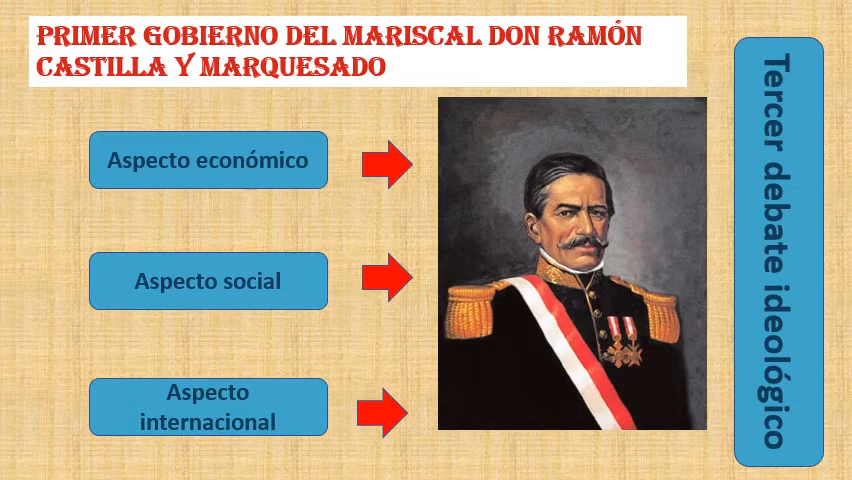 PRIMER GOBIERNO DEL MARISCAL DON RAMÓN
CASTILLA Y MARQUESADO
Aspecto económico
Aspecto social
Aspecto
internacional
Tercer debate ideológico